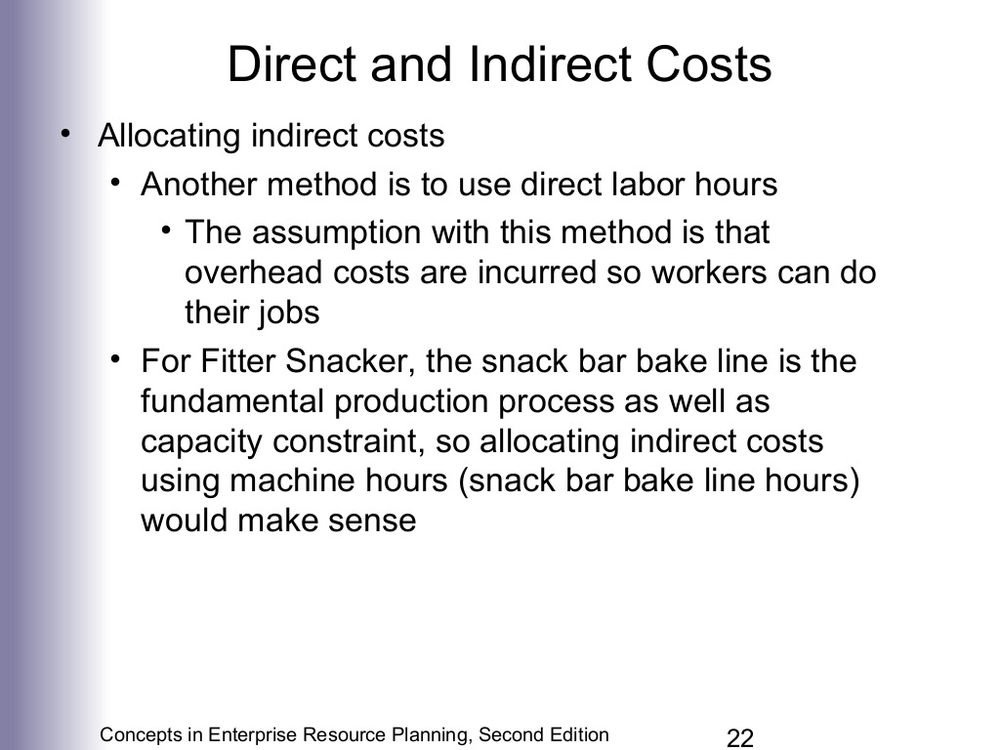 Direct and Indirect Costs
• Allocating indirect costs
• Another method is to use direct labor hours
• The assumption with this method is that
overhead costs are incurred so workers can do
their jobs
• For Fitter Snacker, the snack bar bake line is the
fundamental production process as well as
capacity constraint, so allocating indirect costs
using machine hours (snack bar bake line hours)
would make sense
Concepts in Enterprise Resource Planning, Second Edition
22